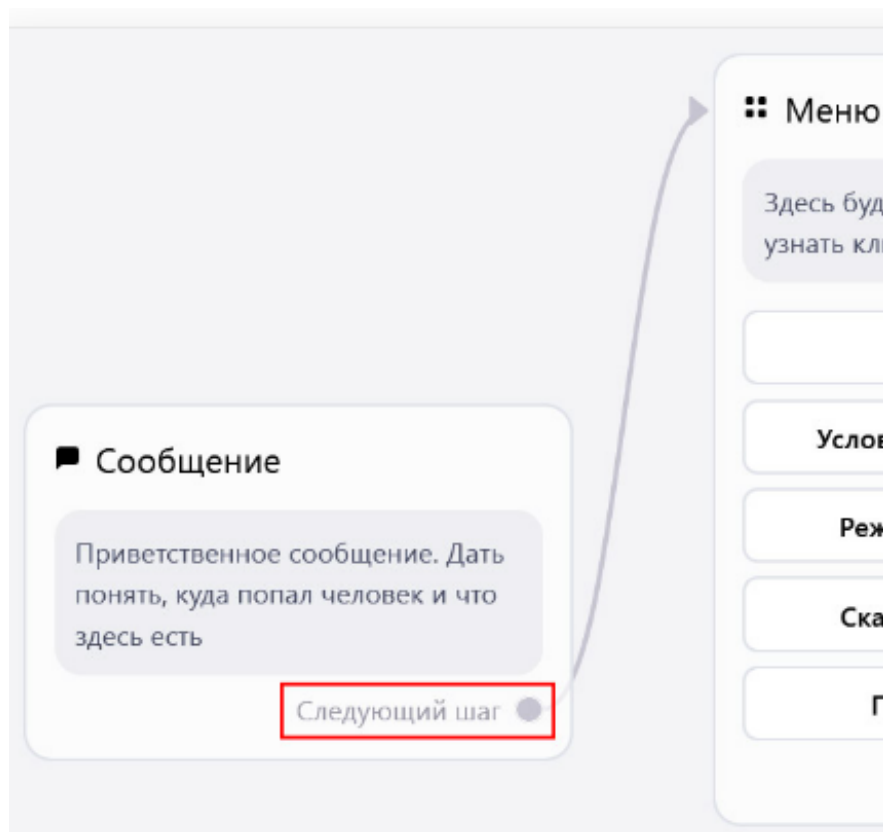 Меню
Здесь буд
узнать кл
Услов
Реж
Ска
П
Сообщение
Приветственное сообщение. Дать
понять, куда попал человек и что
здесь есть
Следующий шаг